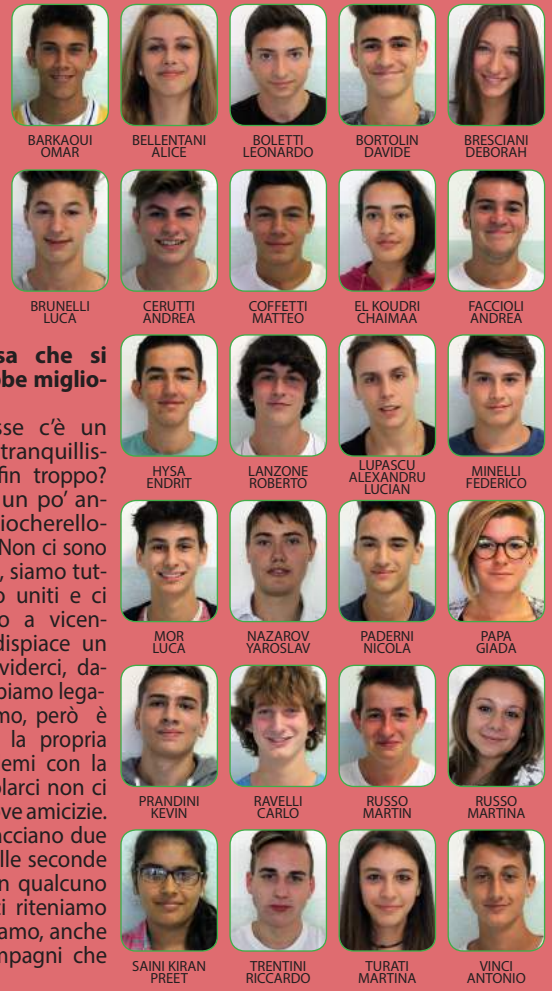 BARKAOUI
OMAR
BELLENTANI
ALICE
BOLETTI
LEONARDO
BORTOLIN
DAVIDE
BRESCIANI
DEBORAH
BRUNELLI
LUCA
CERUTTI
ANDREA
COFFETTI
MATTEO
EL KOUDRI
CHAIMAA
FACCIOLI
ANDREA
sa che si
bbe miglio-
sse c'è un
tranquillis-
fin troppo?
un po' an-
iocherello-
Non ci sono
, siamo tut-
o uniti e ci
o a vicen-
dispiace un
viderci, da-
biamo lega-
mo, però è
la propria
emi con la
olarci non ci
ove amicizie.
acciano due
lle seconde
n qualcuno
ti riteniamo
amo, anche
mpagni che
HYSA
ENDRIT
LANZONE
ROBERTO
LUPASCU
ALEXANDRU
LUCIAN
MINELLI
FEDERICO
MOR
LUCA
NAZAROV
YAROSLAV
PADERNI
NICOLA
PAPA
GIADA
PRANDINI
KEVIN
RAVELLI
CARLO
RUSSO
MARTIN
RUSSO
MARTINA
SAINI KIRAN
PREET
TRENTINI
RICCARDO
TURATI
MARTINA
VINCI
ANTONIO